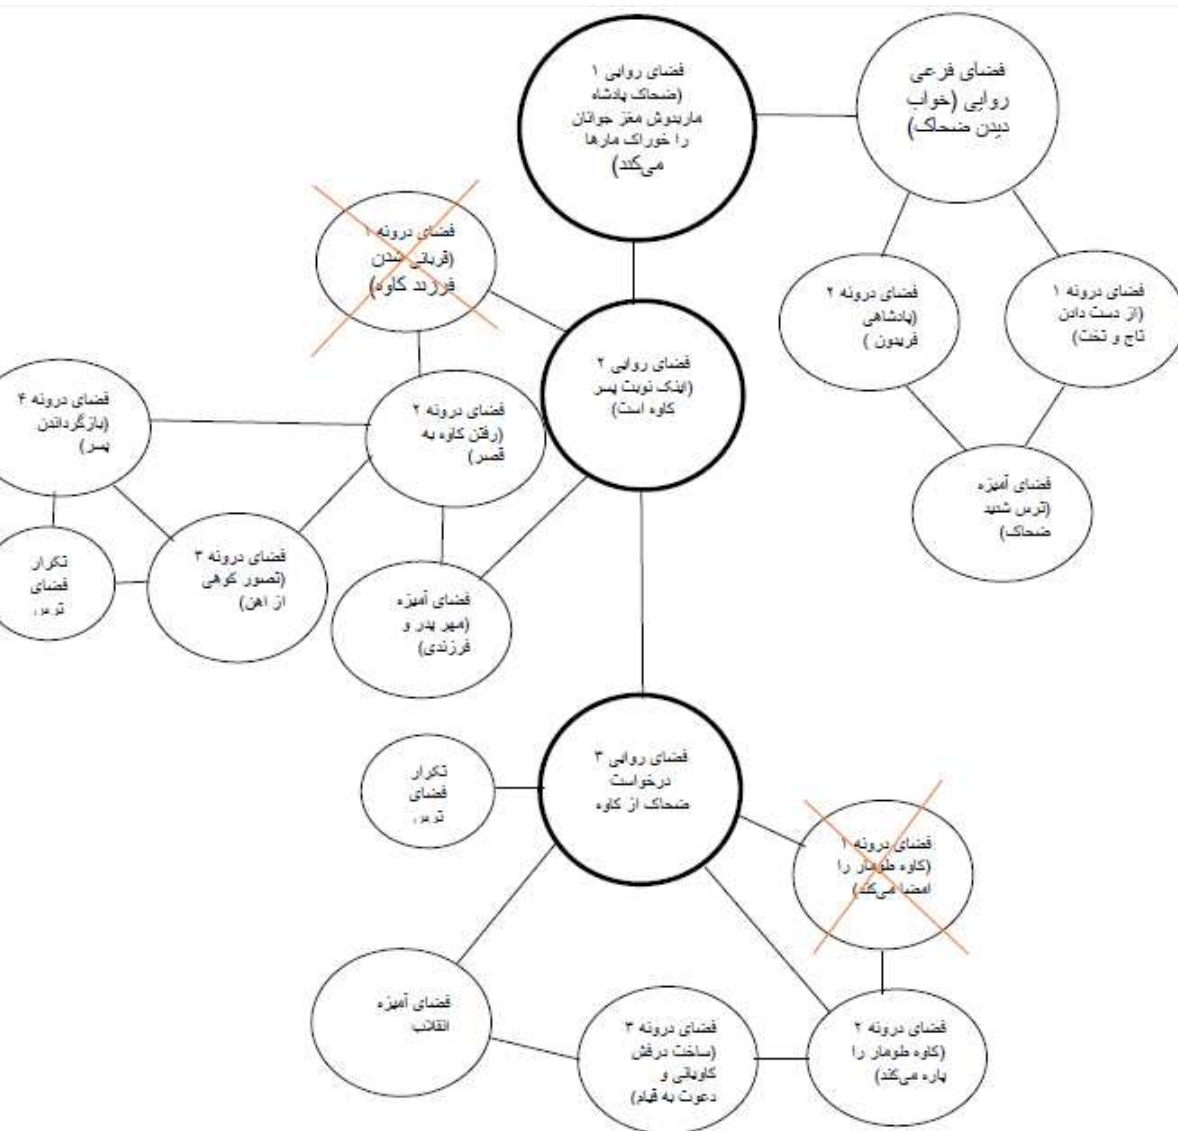 فضای روایی ۱
(ضحاک پادشاه
ماربدوش مغز جوانان
را خوراک مارها
می‌کند)
فضای فرعی
روایی (خواب
دیدن ضحاک)
فضای درونه ۱
(از دست دادن
تاج و تخت)
فضای درونه ۲
(پادشاهی
فریدون )
فضای آمیزه
(ترس شدید
ضحاک)
فضای روایی ۲
(اینک نوبت پسر
کاوه است)
فضای درونه ۱
(قربانی شدن
فرزند کاوه)
فضای درونه ۲
(رفتن کاوه به
قصر)
فضای درونه ۴
(بازگرداندن
پسر)
فضای درونه ۳
(تصور کوهی
از اهن)
تکرار
فضای
ترس
فضای آمیزه
(مهر پدر و
فرزندی)
فضای روایی ۳
درخواست
ضحاک از کاوه
تکرار
فضای
ترس
فضای درونه ۱
(کاوه طومار را
امضا می‌کند)
فضای درونه ۲
(کاوه طومار را
پاره می‌کند)
فضای درونه ۳
(ساخت درفش
کاویانی و
دعوت به قیام)
فضای آمیزه
انقلاب